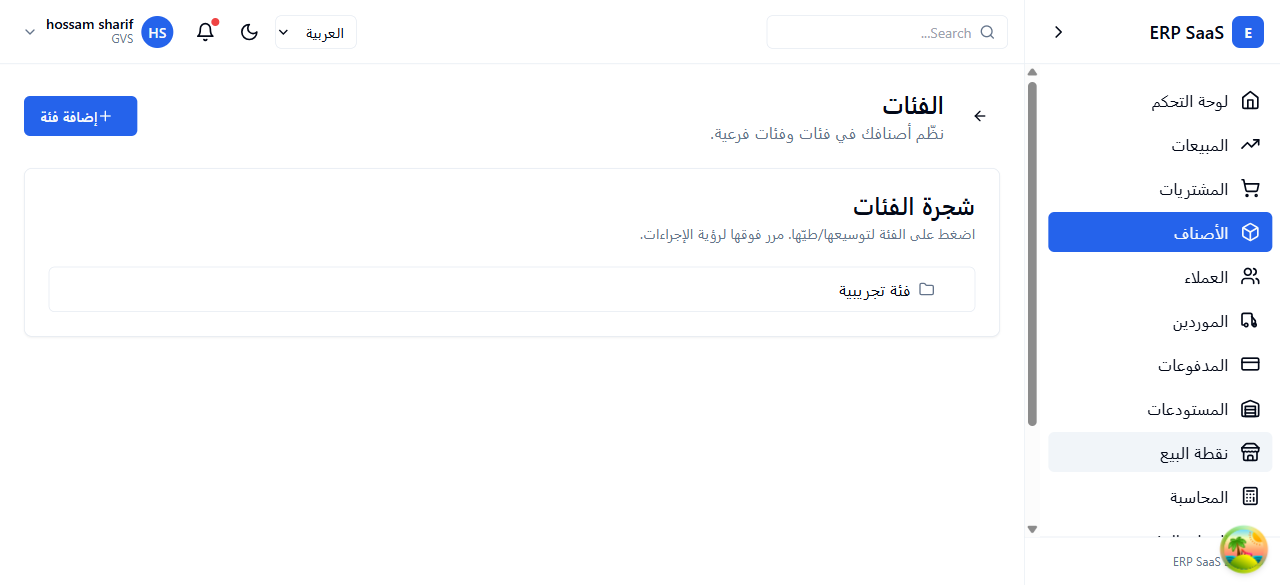 E
ERP SaaS
Search...
العربية
HS
hossam sharif
GVS
لوحة التحكم
المبيعات
المشتريات
الأصناف
العملاء
الموردين
المدفوعات
المستودعات
نقطة البيع
المحاسبة
ERP SaaS
الفئات
نظّم أصنافك في فئات وفئات فرعية.
إضافة فئة
شجرة الفئات
اضغط على الفئة لتوسيعها/طيّها. مرر فوقها لرؤية الإجراءات.
فئة تجريبية